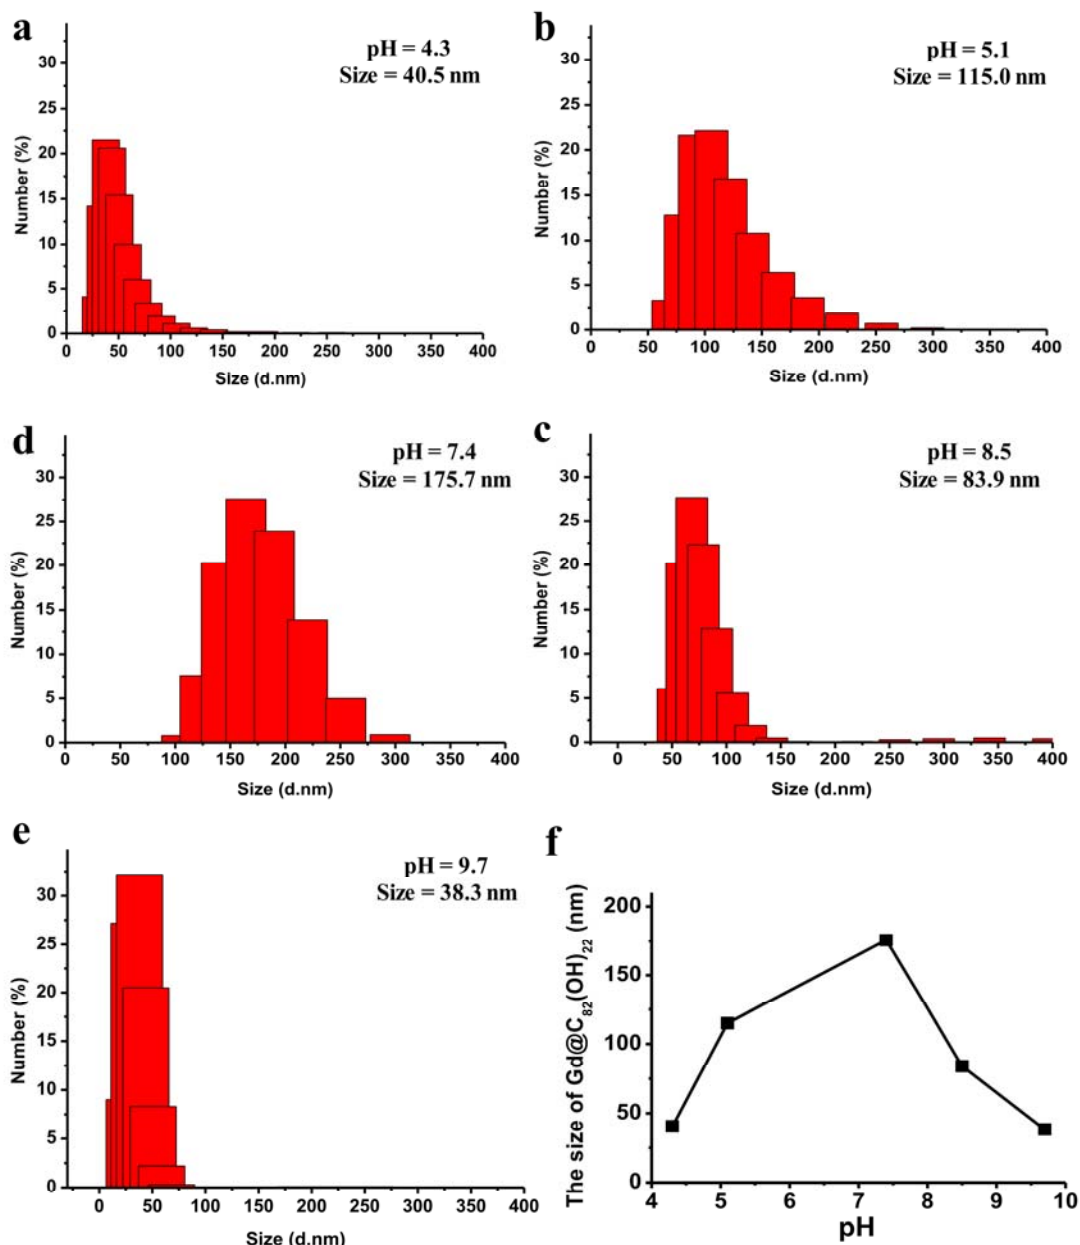 a
pH = 4.3
Size = 40.5 nm
Number (%)
30
25
20
15
10
5
0
0 50 100 150 200 250 300 350 400
Size (d.nm)
b
pH = 5.1
Size = 115.0 nm
Number (%)
30
25
20
15
10
5
0
0 50 100 150 200 250 300 350 400
Size (d.nm)
d
pH = 7.4
Size = 175.7 nm
Number (%)
30
25
20
15
10
5
0
0 50 100 150 200 250 300 350 400
Size (d.nm)
c
pH = 8.5
Size = 83.9 nm
Number (%)
30
25
20
15
10
5
0
0 50 100 150 200 250 300 350 400
Size (d.nm)
e
pH = 9.7
Size = 38.3 nm
Number (%)
30
25
20
15
10
5
0
0 50 100 150 200 250 300 350 400
Size (d.nm)
f
The size of Gd@C₈₂(OH)₂₂ (nm)
200
150
100
50
0
4 5 6 7 8 9 10
pH